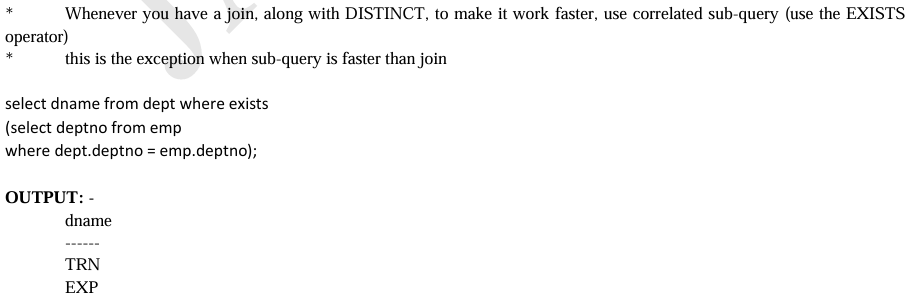 * Whenever you have a join, along with DISTINCT, to make it work faster, use correlated sub-query (use the EXISTS
operator)
* this is the exception when sub-query is faster than join
select dname from dept where exists
(select deptno from emp
where dept.deptno = emp.deptno);
OUTPUT: -
dname
------
TRN
EXP